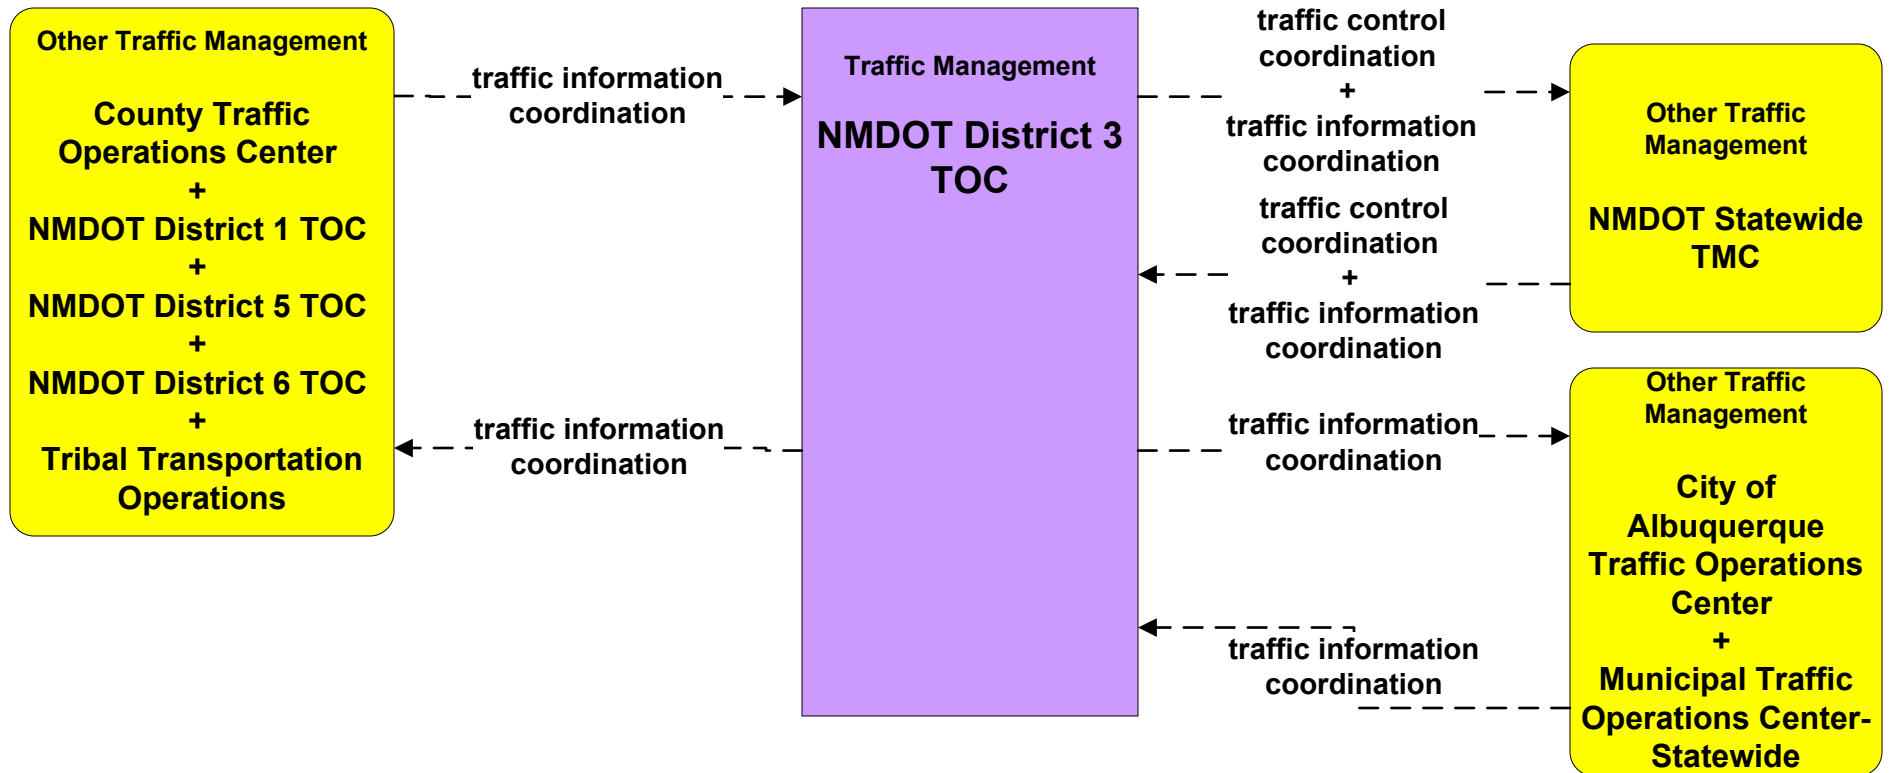 Other Traffic Management
County Traffic
Operations Center
+
NMDOT District 1 TOC
+
NMDOT District 5 TOC
+
NMDOT District 6 TOC
+
Tribal Transportation
Operations
traffic information
coordination
traffic information
coordination
Traffic Management
NMDOT District 3
TOC
traffic control
coordination
+
traffic information
coordination
traffic control
coordination
+
traffic information
coordination
traffic information
coordination
traffic information
coordination
Other Traffic
Management
NMDOT Statewide
TMC
Other Traffic
Management
City of
Albuquerque
Traffic Operations
Center
+
Municipal Traffic
Operations Center-
Statewide